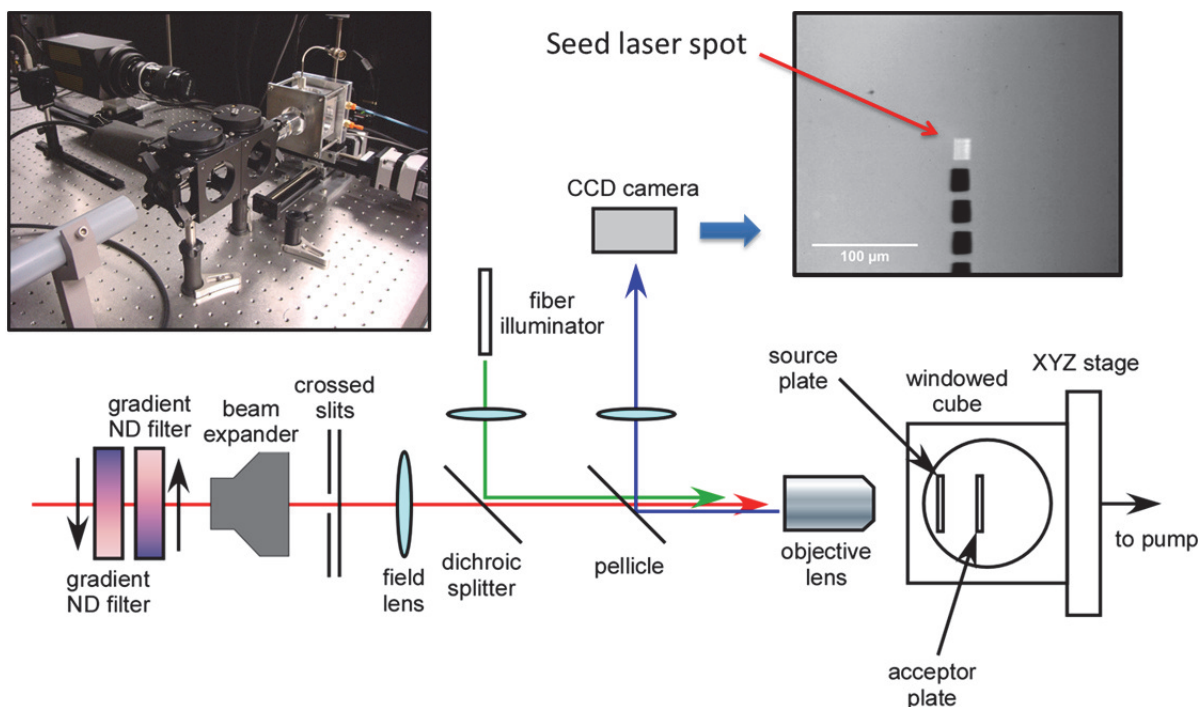 Seed laser spot
100 µm
CCD camera
fiber
illuminator
crossed
slits
beam
expander
gradient
ND filter
source
plate
windowed
cube
XYZ stage
gradient
ND filter
field
lens
dichroic
splitter
pellicle
objective
lens
to pump
acceptor
plate